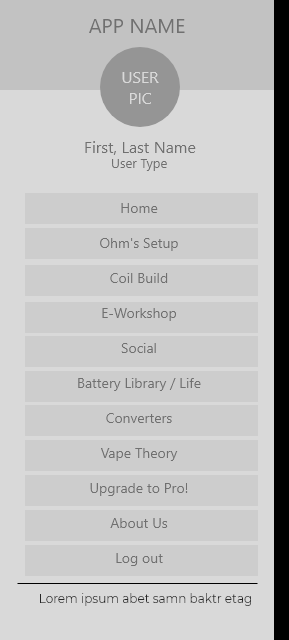 APP NAME
USER
PIC
First, Last Name
User Type
Home
Ohm's Setup
Coil Build
E-Workshop
Social
Battery Library / Life
Converters
Vape Theory
Upgrade to Pro!
About Us
Log out
Lorem ipsum abet samn baktr etag